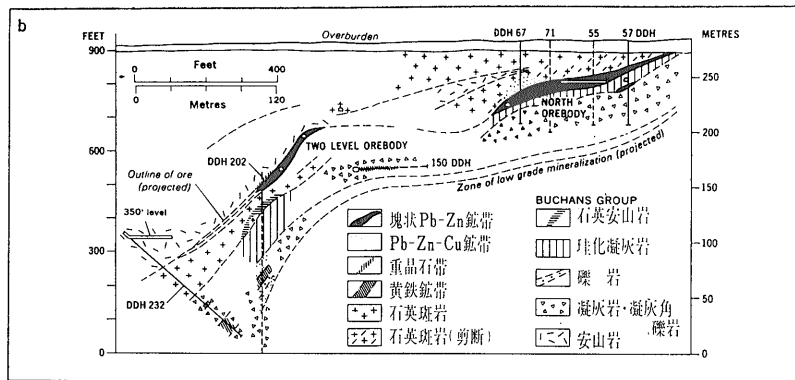 b
FEET
Overburden
METRES
900
DDH 67
71
55
57 DDH
0
Feet
400
0
Metres
120
250
NORTH
OREBODY
TWO LEVEL OREBODY
200
DDH 202
600
150 DDH
Outline of ore
(projected)
Zone of low grade mineralization (projected)
150
350' level
300
100
DDH 232
50
0
0
塊状Pb-Zn鉱帯
Pb-Zn-Cu鉱帯
重晶石帯
黄鉄鉱帯
石英斑岩
石英斑岩(剪断)
BUCHANS GROUP
石英安山岩
珪化凝灰岩
礫岩
凝灰岩・凝灰角
礫岩
安山岩